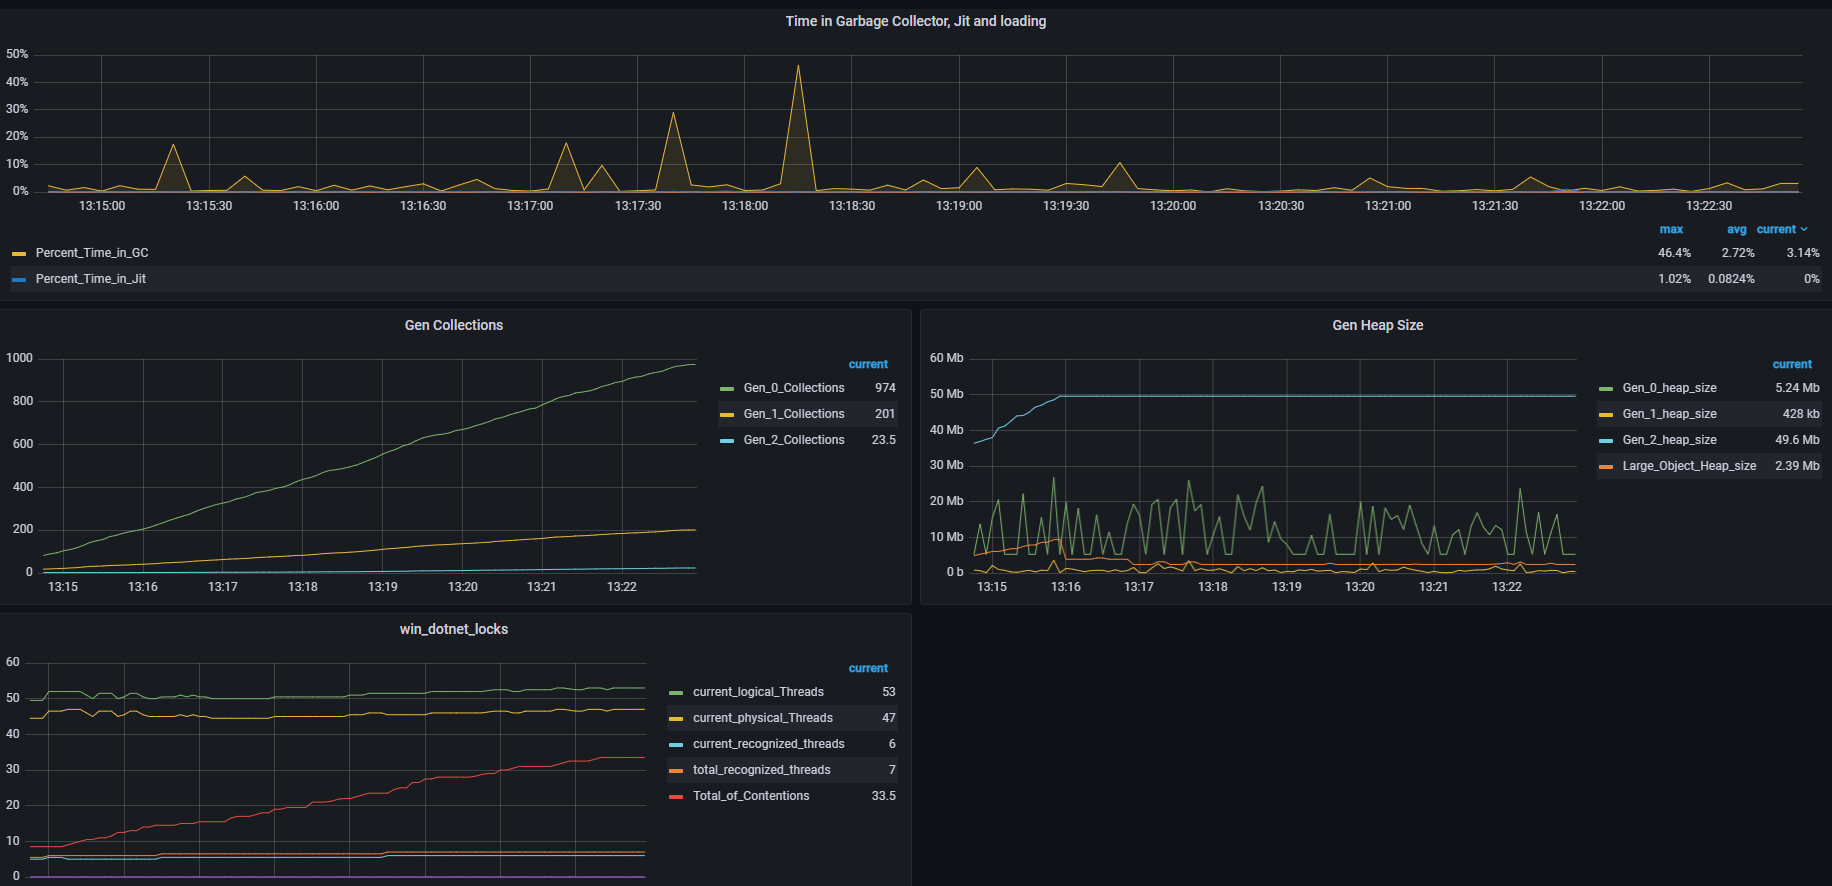 Time in Garbage Collector, Jit and loading
50%
40%
30%
20%
10%
0%
13:15:00 13:15:30 13:16:00 13:16:30 13:17:00 13:17:30 13:18:00 13:18:30 13:19:00 13:19:30 13:20:00 13:20:30 13:21:00 13:21:30 13:22:00 13:22:30
max avg current
Percent_Time_in_GC 46.4% 2.72% 3.14%
Percent_Time_in_Jit 1.02% 0.0824% 0%
Gen Collections
1000
800
600
400
200
0
13:15 13:16 13:17 13:18 13:19 13:20 13:21 13:22
current
Gen_0_Collections 974
Gen_1_Collections 201
Gen_2_Collections 23.5
Gen Heap Size
60 Mb
50 Mb
40 Mb
30 Mb
20 Mb
10 Mb
0 b
13:15 13:16 13:17 13:18 13:19 13:20 13:21 13:22
current
Gen_0_heap_size 5.24 Mb
Gen_1_heap_size 428 kb
Gen_2_heap_size 49.6 Mb
Large_Object_Heap_size 2.39 Mb
win_dotnet_locks
60
50
40
30
20
10
0
current
current_logical_Threads 53
current_physical_Threads 47
current_recognized_threads 6
total_recognized_threads 7
Total_of_Contentions 33.5